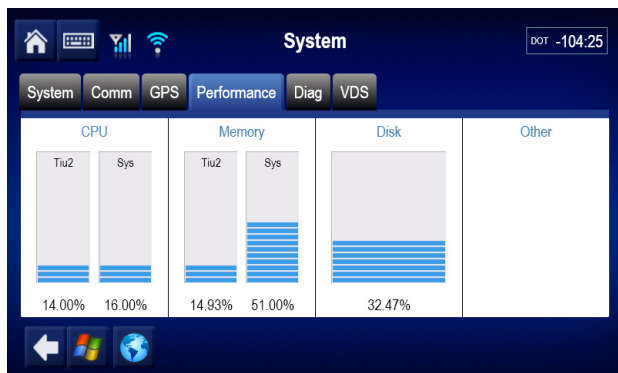 System
DOT -104:25
System Comm GPS Performance Diag VDS
CPU Memory Disk Other
Tiu2 Sys Tiu2 Sys
14.00% 16.00% 14.93% 51.00% 32.47%